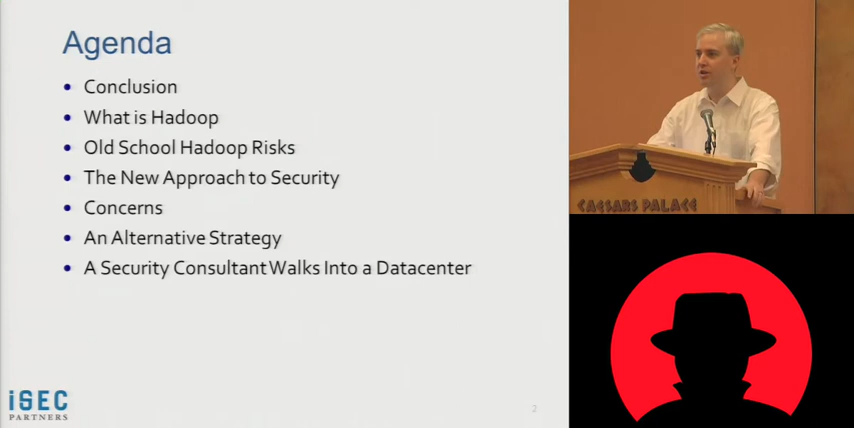 Agenda
• Conclusion
• What is Hadoop
• Old School Hadoop Risks
• The New Approach to Security
• Concerns
• An Alternative Strategy
• A Security Consultant Walks Into a Datacenter
iSEC
PARTNERS
2
CAESARS PALACE